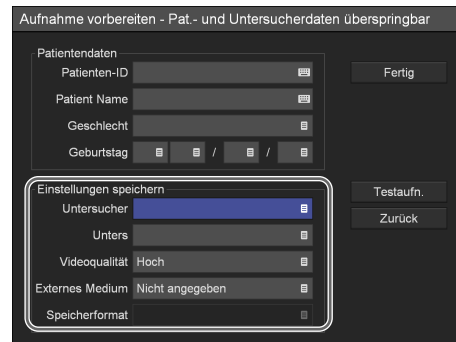 Aufnahme vorbereiten - Pat.- und Untersucherdaten überspringbar
Patientendaten
Patienten-ID
Fertig
Patient Name
Geschlecht
Geburtstag / /
Einstellungen speichern
Untersucher
Testaufn.
Unters
Zurück
Videoqualität Hoch
Externes Medium Nicht angegeben
Speicherformat